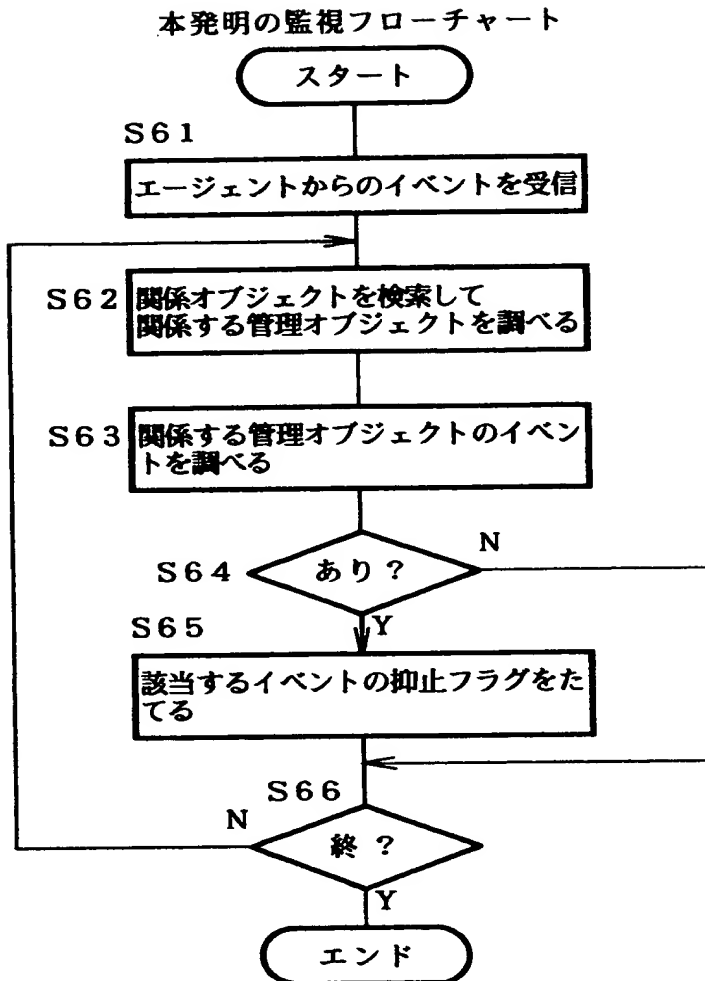 本発明の監視フローチャート
スタート
S61
エージェントからのイベントを受信
S62
関係オブジェクトを検索して
関係する管理オブジェクトを調べる
S63
関係する管理オブジェクトのイベン
トを調べる
S64
あり？
N
Y
S65
該当するイベントの抑止フラグをた
てる
S66
N
終？
Y
エンド